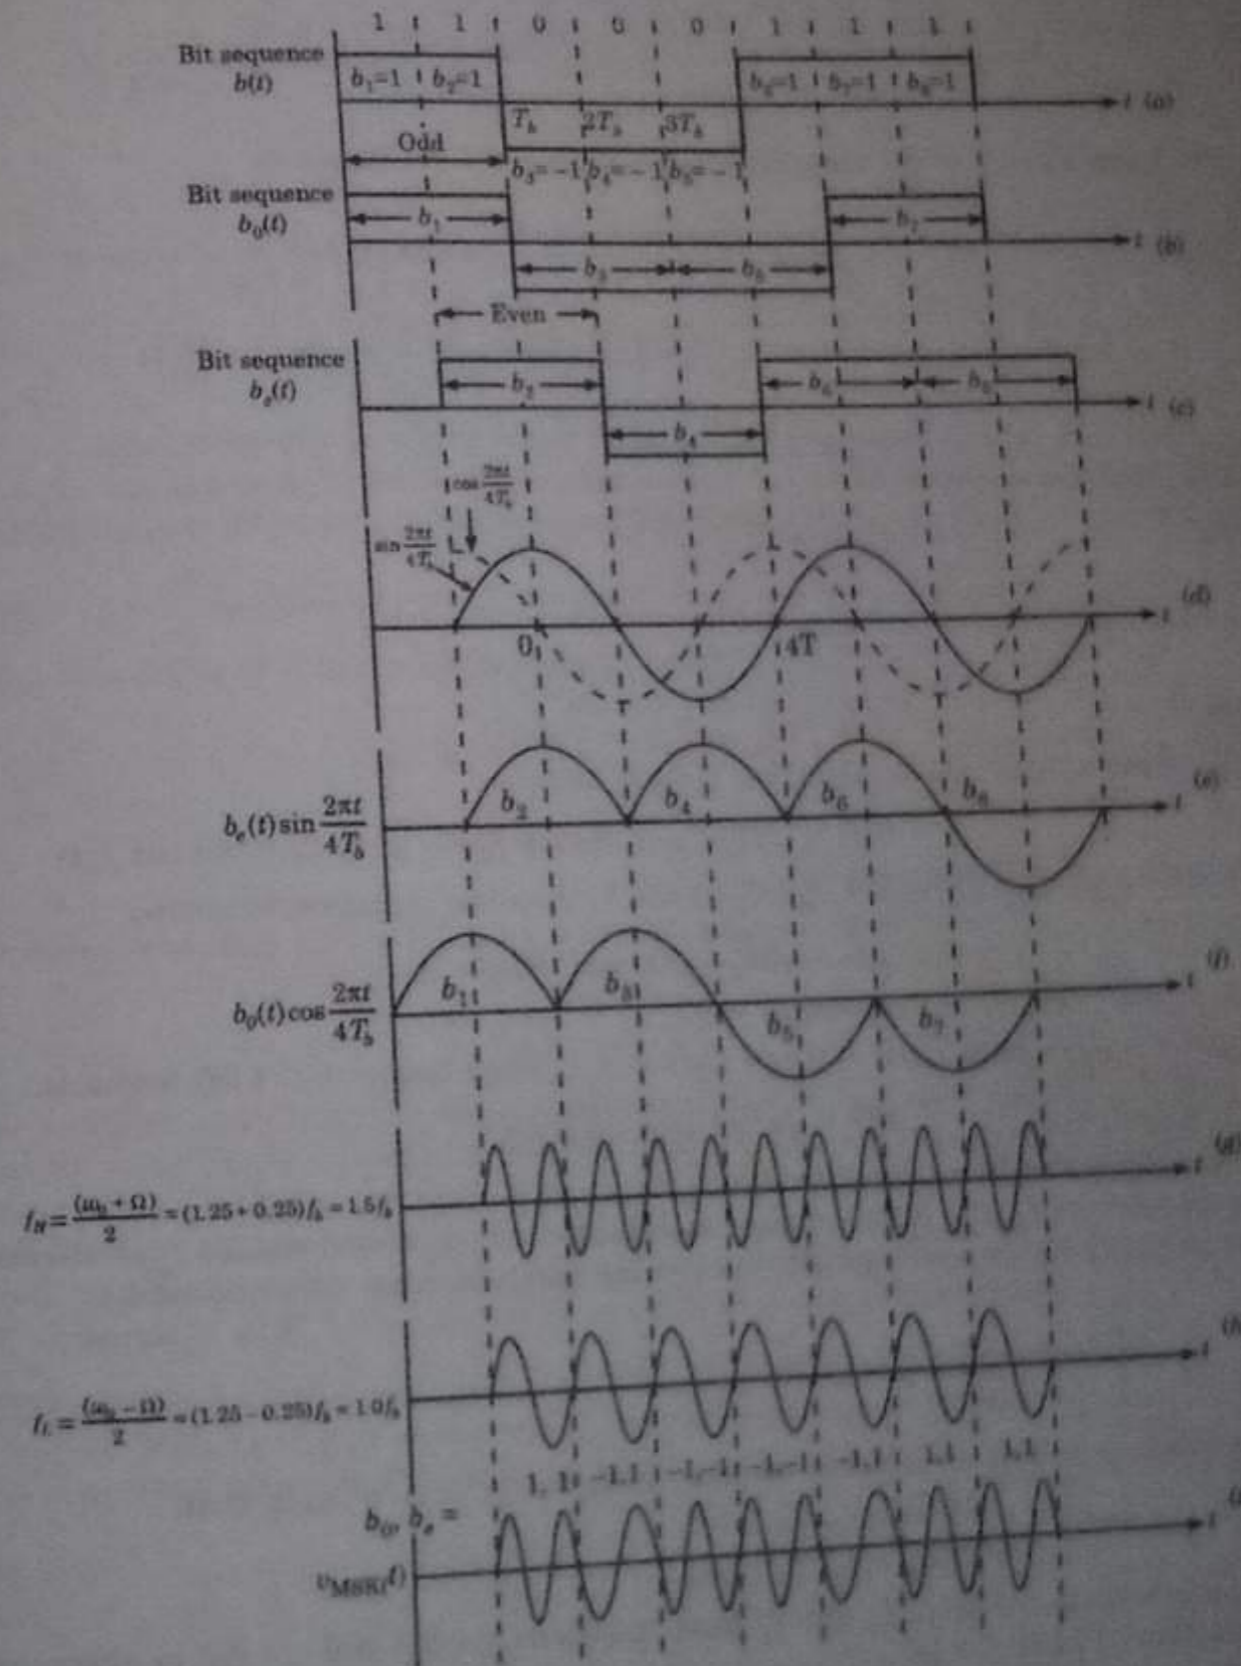 1 1 0 0 0 1 1 1
Bit sequence
b(t)
b₁=1 b₂=1 b₆=1 b₇=1 b₈=1
t (a)
T_b 2T_b 3T_b
Odd
b₃=-1 b₄=-1 b₅=-1
Bit sequence
b₀(t)
b₁ b₇
t (b)
b₃ b₅
Even
Bit sequence
b_e(t)
b₂ b₆ b₈
t (c)
b₄
cos 2πt/4T_b
sin 2πt/4T_b
t (d)
0 4T
b_e(t) sin 2πt/4T_b
b₂ b₄ b₆ b₈
t (e)
b₀(t) cos 2πt/4T_b
b₁ b₃ b₅ b₇
t (f)
f_H = (ω₀ + Ω)/2 = (1.25 + 0.25)f_b = 1.5f_b
t (g)
f_L = (ω₀ - Ω)/2 = (1.25 - 0.25)f_b = 1.0f_b
t
1, 1 -1,1 -1,-1 -1,-1 -1,1 1,1 1,1
b₀, b_e =
v_MSK(t)
t